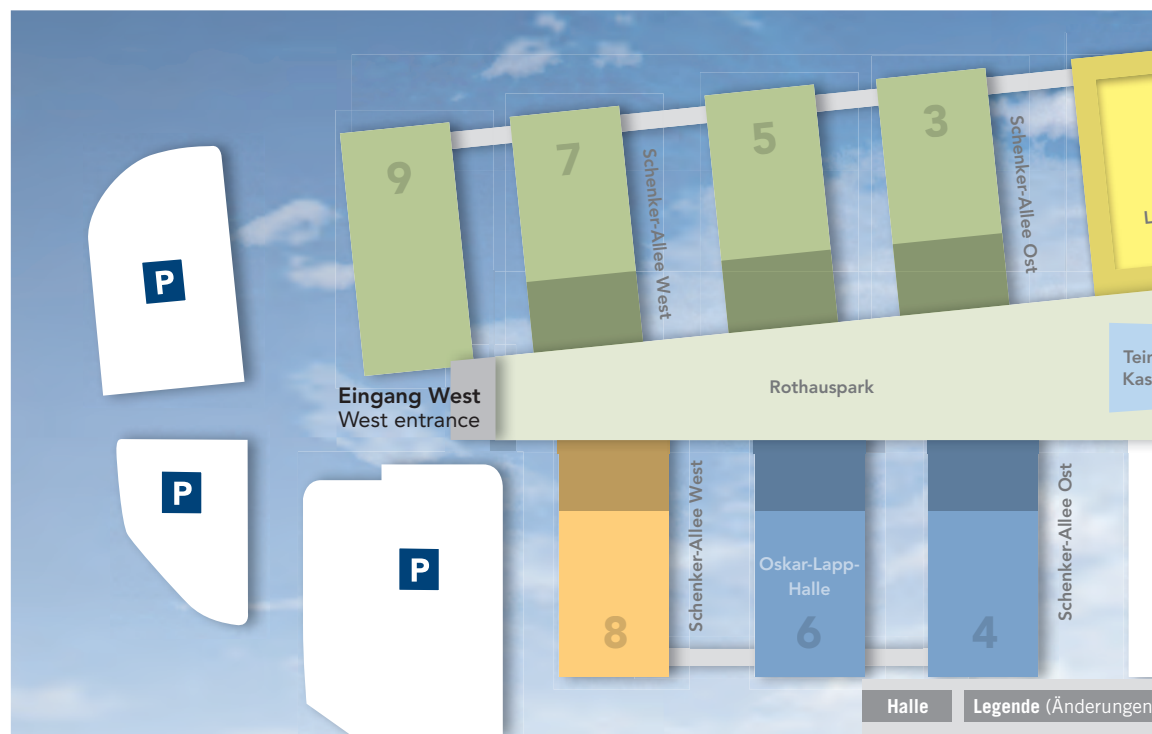 9
7
5
3
Schenker-Allee West
Schenker-Allee Ost
P
Rothauspark
Eingang West
West entrance
P
P
Schenker-Allee West
Schenker-Allee Ost
Oskar-Lapp-
Halle
8
6
4
Halle
Legende (Änderungen